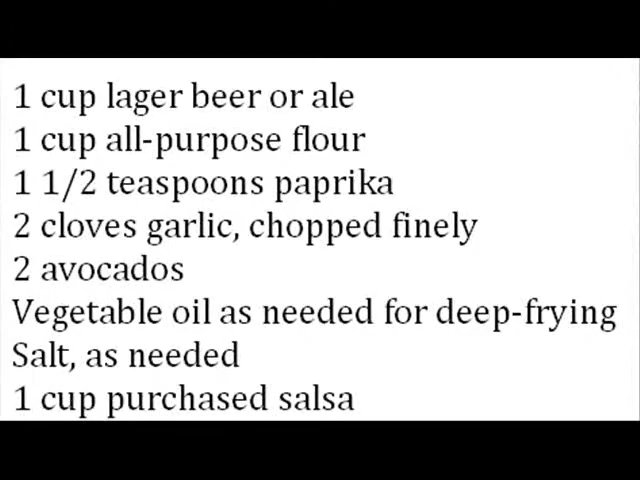 1 cup lager beer or ale
1 cup all-purpose flour
1 1/2 teaspoons paprika
2 cloves garlic, chopped finely
2 avocados
Vegetable oil as needed for deep-frying
Salt, as needed
1 cup purchased salsa